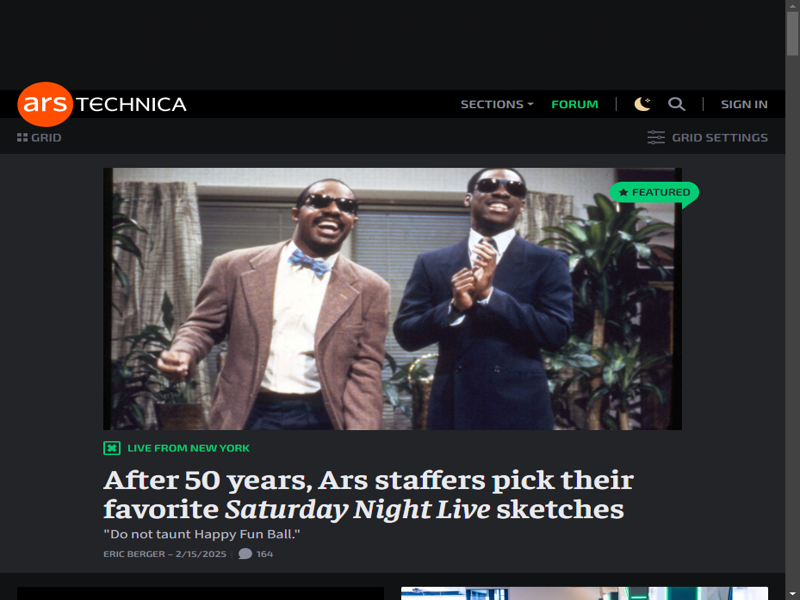 ars TECHNICA
SECTIONS
FORUM
SIGN IN
GRID
GRID SETTINGS
FEATURED
LIVE FROM NEW YORK
After 50 years, Ars staffers pick their
favorite Saturday Night Live sketches
"Do not taunt Happy Fun Ball."
ERIC BERGER – 2/15/2025 164